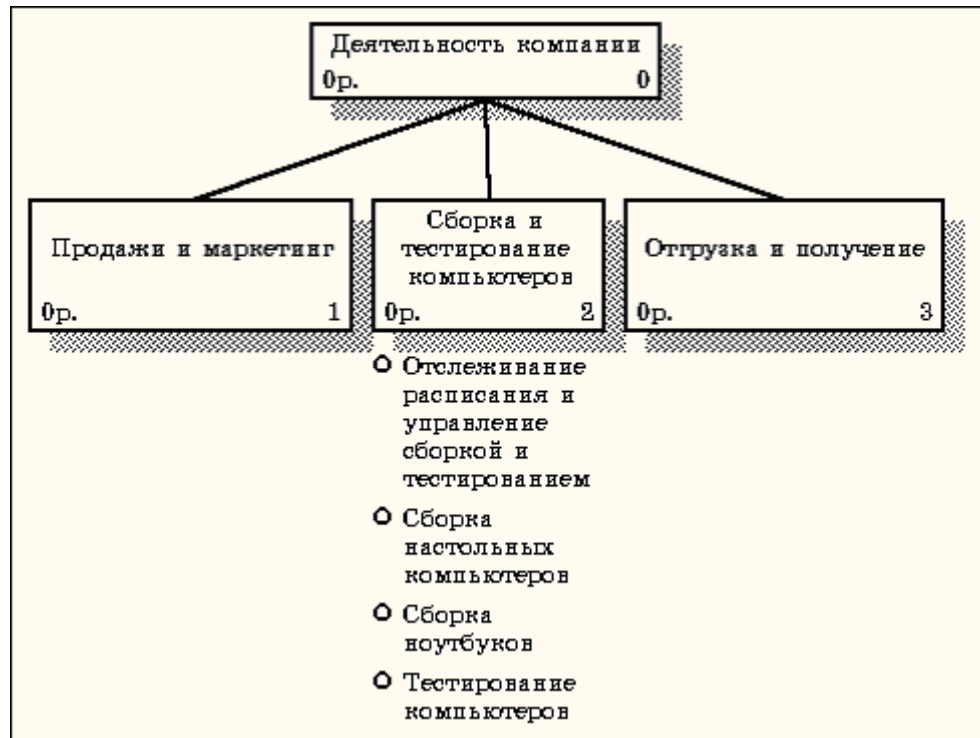 Деятельность компании
0р. 0
Продажи и маркетинг
0р. 1
Сборка и
тестирование
компьютеров
0р. 2
Отгрузка и получение
0р. 3
Отслеживание
расписания и
управление
сборкой и
тестированием
Сборка
настольных
компьютеров
Сборка
ноутбуков
Тестирование
компьютеров